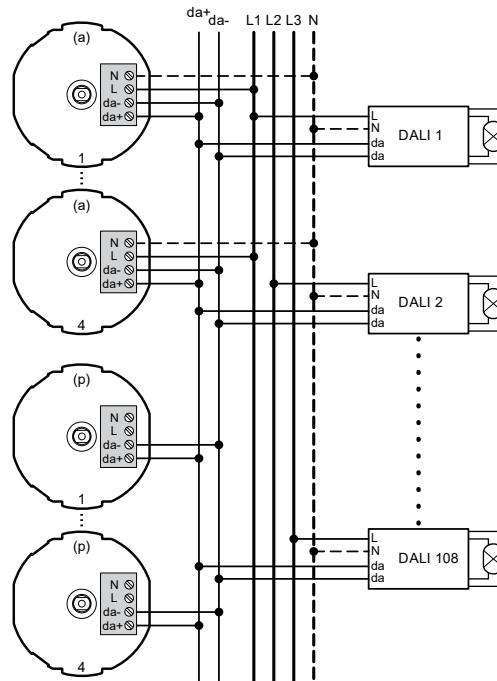 da+ da- L1 L2 L3 N
(a)
N
L
da-
da+
1
L
N
da
da
DALI 1
(a)
N
L
da-
da+
4
L
N
da
da
DALI 2
(p)
N
L
da-
da+
1
(p)
N
L
da-
da+
4
L
N
da
da
DALI 108